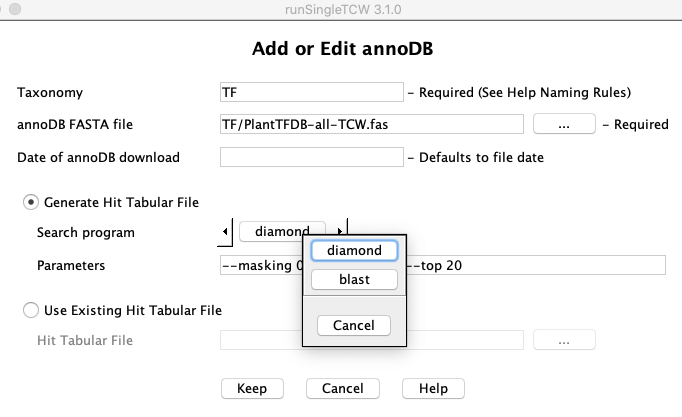 runSingleTCW 3.1.0
Add or Edit annoDB
Taxonomy TF - Required (See Help Naming Rules)
annoDB FASTA file TF/PlantTFDB-all-TCW.fas ... - Required
Date of annoDB download - Defaults to file date
Generate Hit Tabular File
Search program diamond
diamond
Parameters --masking 0 --top 20
blast
Use Existing Hit Tabular File
Cancel
Hit Tabular File ...
Keep Cancel Help